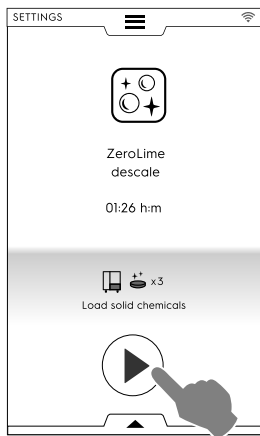 SETTINGS
ZeroLime
descale
01:26 h:m
x3
Load solid chemicals